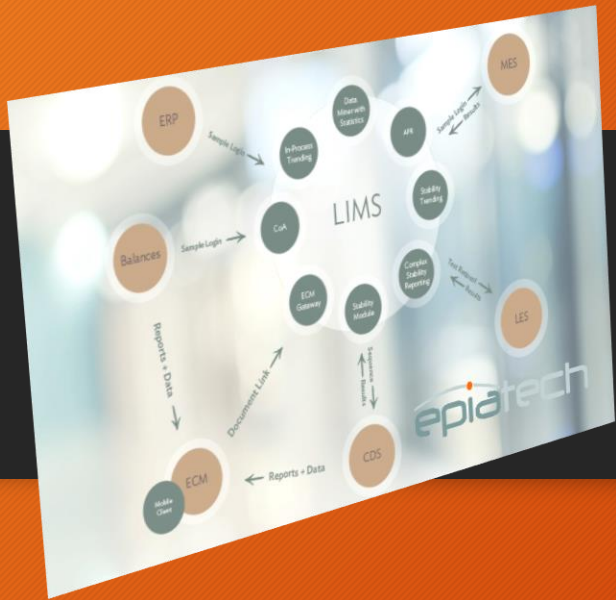 ERP
Sample Login
Data
Miner with
Statistics
APR
MES
Sample Login
Results
In-Process
Trending
LIMS
Stability
Trending
Balances
Sample Login
CoA
Complex
Stability
Reporting
Test Request
Results
ECM
Gateway
Stability
Module
LES
Reports + Data
Document Link
Sequence
Results
epiatech
ECM
Mobile
Client
Reports + Data
CDS